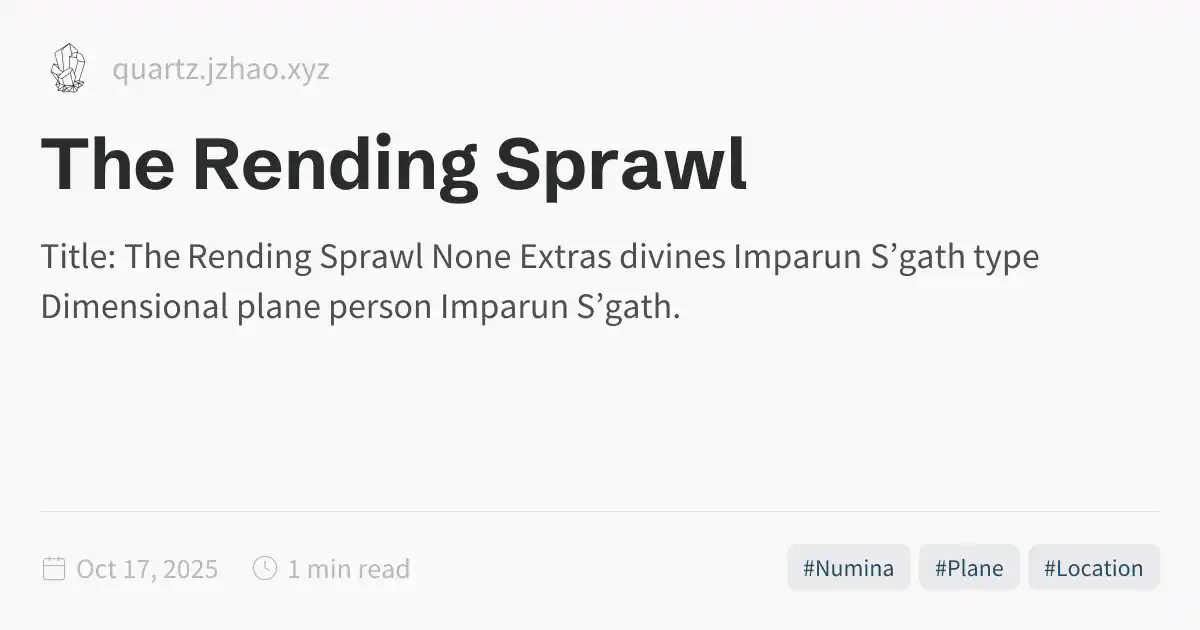 quartz.jzhao.xyz
The Rending Sprawl
Title: The Rending Sprawl None Extras divines Imparun S’gath type
Dimensional plane person Imparun S’gath.
Oct 17, 2025 1 min read #Numina #Plane #Location